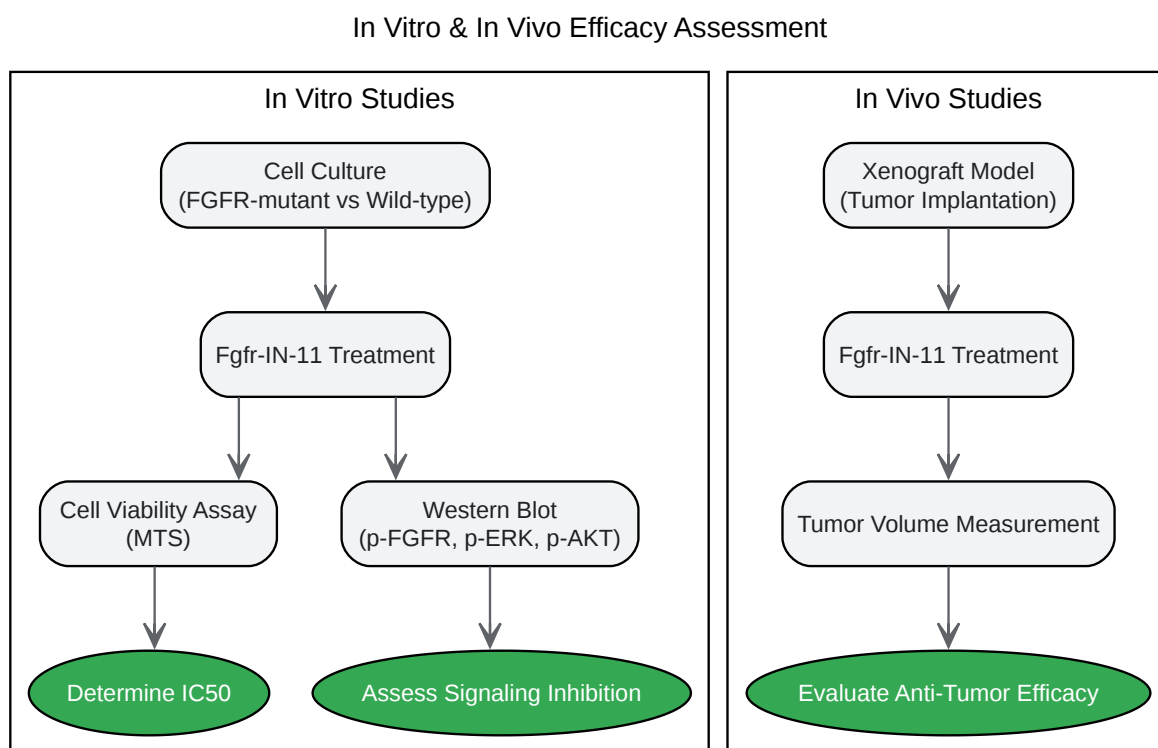 In Vitro & In Vivo Efficacy Assessment
In Vitro Studies
Cell Culture
(FGFR-mutant vs Wild-type)
Fgfr-IN-11 Treatment
Cell Viability Assay
(MTS)
Western Blot
(p-FGFR, p-ERK, p-AKT)
Determine IC50
Assess Signaling Inhibition
In Vivo Studies
Xenograft Model
(Tumor Implantation)
Fgfr-IN-11 Treatment
Tumor Volume Measurement
Evaluate Anti-Tumor Efficacy